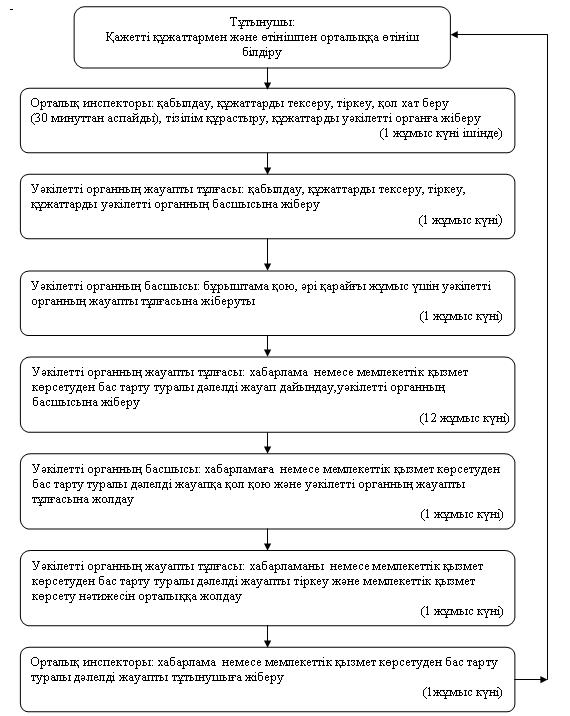 -
Тұтынушы:
Қажетті құжаттармен және өтінішпен орталыққа өтініш
білдіру
Орталық инспекторы: қабылдау, құжаттарды тексеру, тіркеу, қол хат беру
(30 минуттан аспайды), тізілім құрастыру, құжаттарды уәкілетті органға жіберу
(1 жұмыс күні ішінде)
Уәкілетті органның жауапты тұлғасы: қабылдау, құжаттарды тексеру, тіркеу,
құжаттарды уәкілетті органның басшысына жіберу
(1 жұмыс күні)
Уәкілетті органның басшысы: бұрыштама қою, әрі қарайғы жұмыс үшін уәкілетті
органның жауапты тұлғасына жіберуты
(1 жұмыс күні)
Уәкілетті органның жауапты тұлғасы: хабарлама немесе мемлекеттік қызмет
көрсетуден бас тарту туралы дәлелді жауап дайындау,уәкілетті органның
басшысына жіберу
(12 жұмыс күні)
Уәкілетті органның басшысы: хабарламаға немесе мемлекеттік қызмет көрсетуден
бас тарту туралы дәлелді жауапқа қол қою және уәкілетті органның жауапты
тұлғасына жолдау
(1 жұмыс күні)
Уәкілетті органның жауапты тұлғасы: хабарламаны немесе мемлекеттік қызмет
көрсетуден бас тарту туралы дәлелді жауапты тіркеу және мемлекеттік қызмет
көрсету нәтижесін орталыққа жолдау
(1 жұмыс күні)
Орталық инспекторы: хабарлама немесе мемлекеттік қызмет көрсетуден бас тарту
туралы дәлелді жауапты тұтынушыға жіберу
(1жұмыс күні)